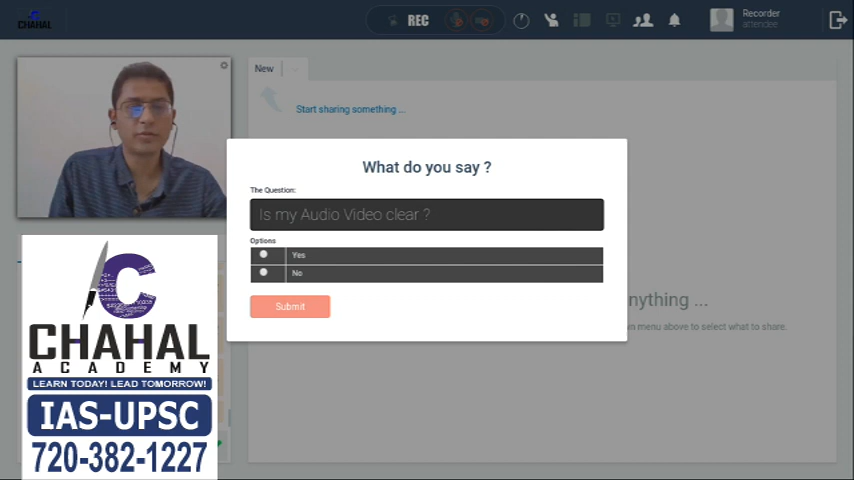 CHAHAL
REC
Recorder
attendee
New
Start sharing something ...
What do you say ?
The Question:
Is my Audio Video clear ?
Options
Yes
No
Submit
nything ...
n menu above to select what to share.
CHAHAL
ACADEMY
LEARN TODAY! LEAD TOMORROW!
IAS-UPSC
720-382-1227